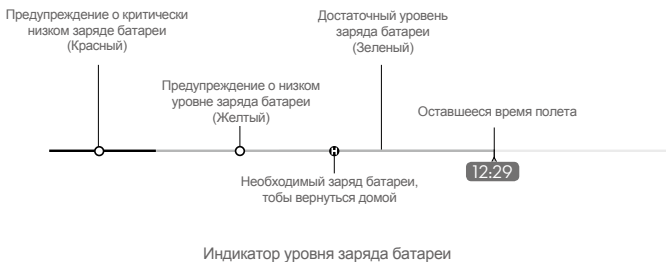 Предупреждение о критически
низком заряде батареи
(Красный)
Достаточный уровень
заряда батареи
(Зеленый)
Предупреждение о низком
уровне заряда батареи
(Желтый)
Оставшееся время полета
H
12:29
Необходимый заряд батареи,
тобы вернуться домой
Индикатор уровня заряда батареи